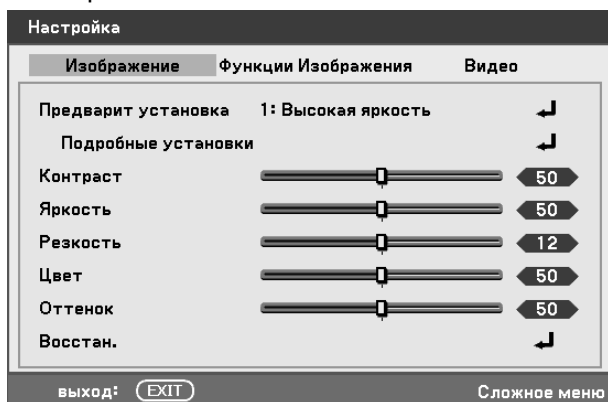 Настройка
Изображение Функции Изображения Видео
Предварит установка 1: Высокая яркость
Подробные установки
Контраст 50
Яркость 50
Резкость 12
Цвет 50
Оттенок 50
Восстан.
выход: EXIT Сложное меню